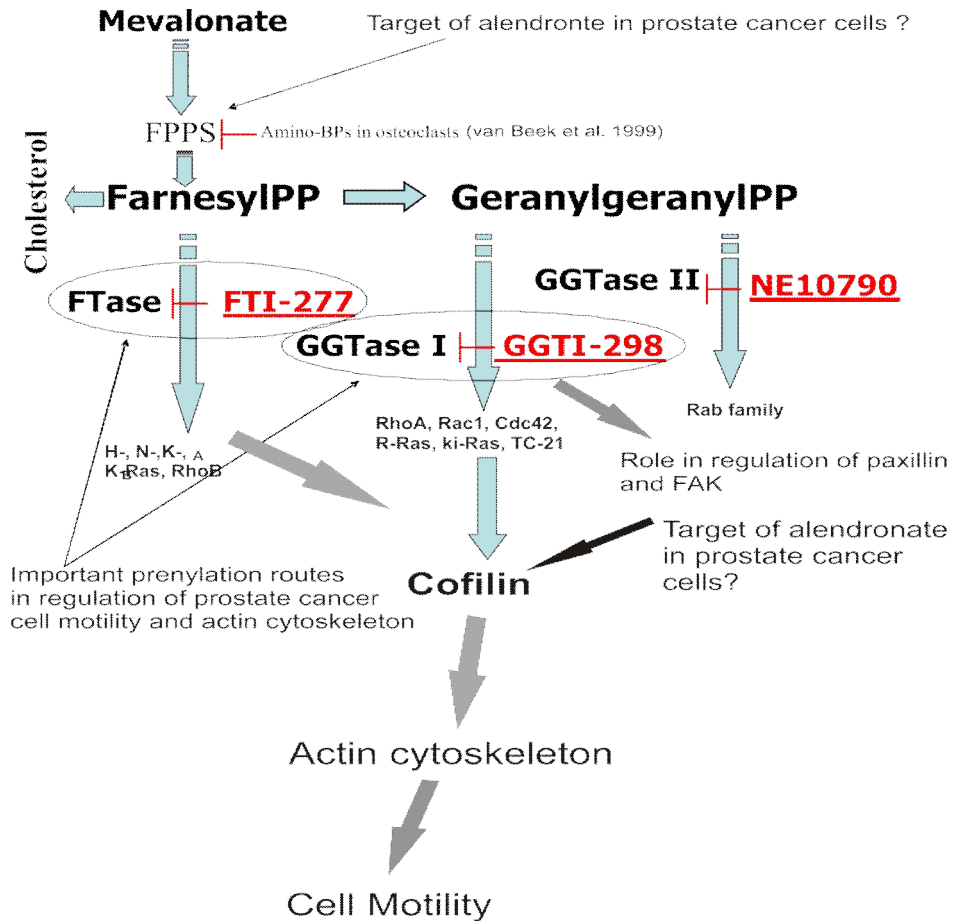 Mevalonate
Target of alendronte in prostate cancer cells ?
FPPS
Amino-BPs in osteoclasts (van Beek et al. 1999)
Cholesterol
FarnesylPP
GeranylgeranylPP
GGTase II
NE10790
FTase
FTI-277
GGTase I
GGTI-298
Rab family
RhoA, Rac1, Cdc42,
R-Ras, ki-Ras, TC-21
H-, N-,K-, A
K-BRas, RhoB
Role in regulation of paxillin
and FAK
Target of alendronate
in prostate cancer
cells?
Important prenylation routes
in regulation of prostate cancer
cell motility and actin cytoskeleton
Cofilin
Actin cytoskeleton
Cell Motility